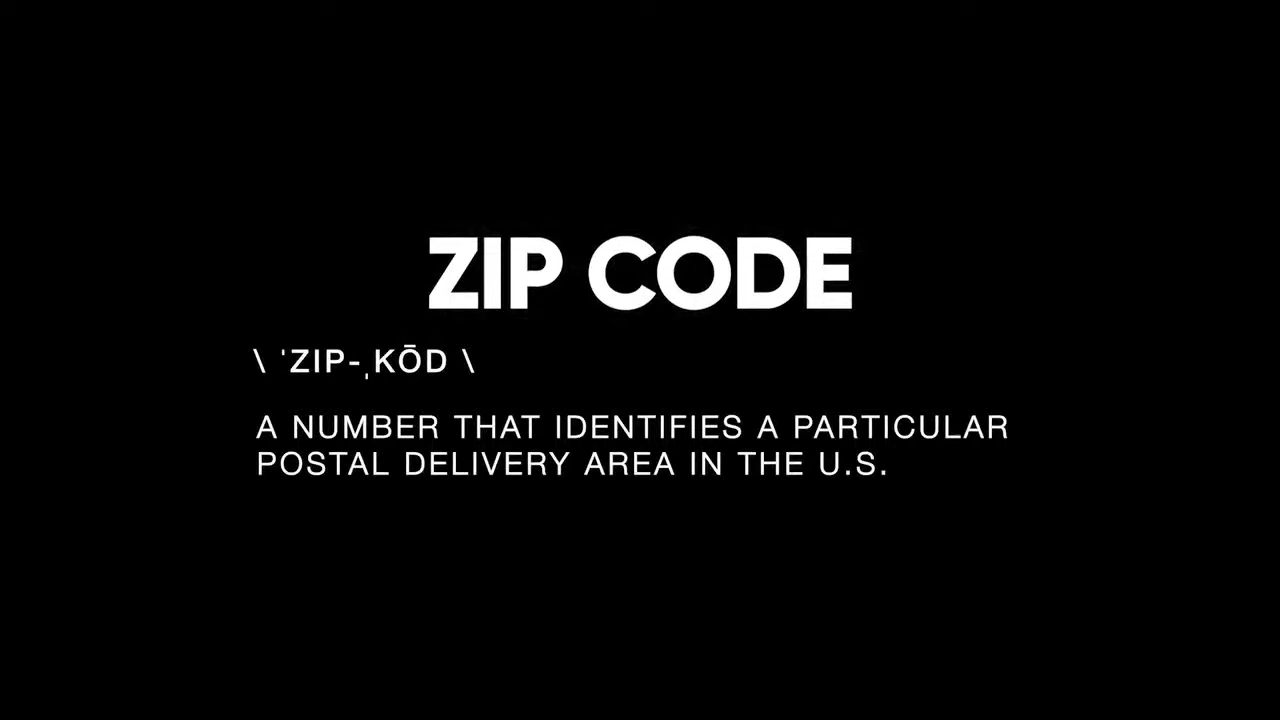 ZIP CODE
\ ˈZIP-ˌKŌD \
A NUMBER THAT IDENTIFIES A PARTICULAR
POSTAL DELIVERY AREA IN THE U.S.